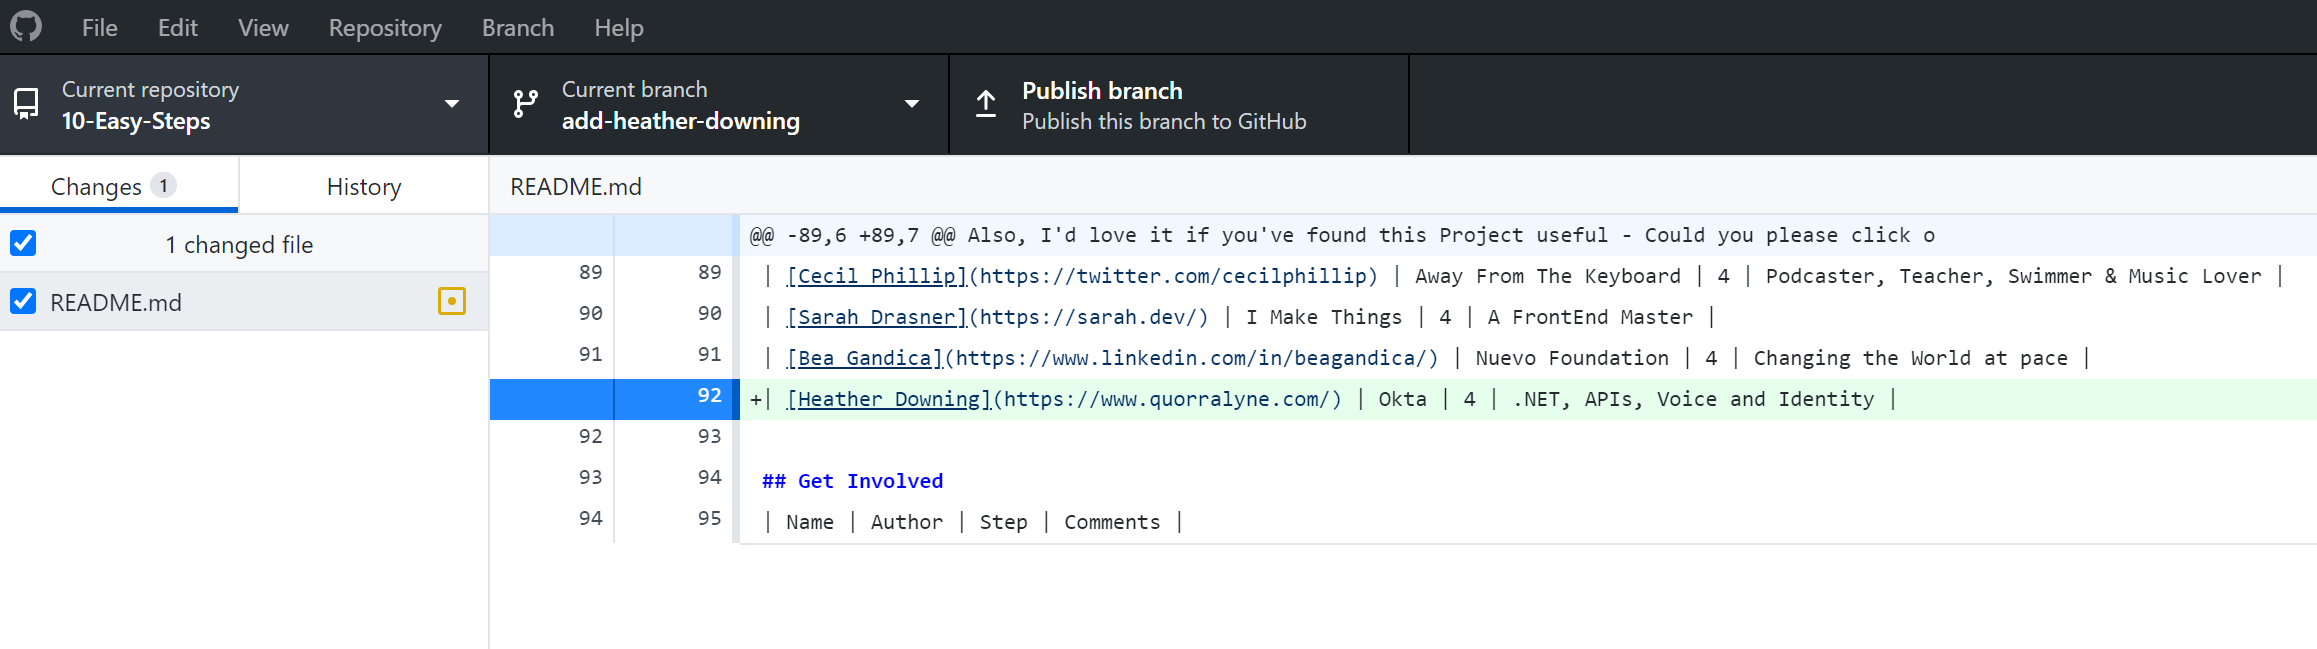 File Edit View Repository Branch Help
Current repository
10-Easy-Steps
Current branch
add-heather-downing
Publish branch
Publish this branch to GitHub
Changes 1 History
README.md
1 changed file
README.md
@@ -89,6 +89,7 @@ Also, I'd love it if you've found this Project useful - Could you please click o
89 89 | [Cecil Phillip](https://twitter.com/cecilphillip) | Away From The Keyboard | 4 | Podcaster, Teacher, Swimmer & Music Lover |
90 90 | [Sarah Drasner](https://sarah.dev/) | I Make Things | 4 | A FrontEnd Master |
91 91 | [Bea Gandica](https://www.linkedin.com/in/beagandica/) | Nuevo Foundation | 4 | Changing the World at pace |
92 +| [Heather Downing](https://www.quorralyne.com/) | Okta | 4 | .NET, APIs, Voice and Identity |
92 93
93 94 ## Get Involved
94 95 | Name | Author | Step | Comments |